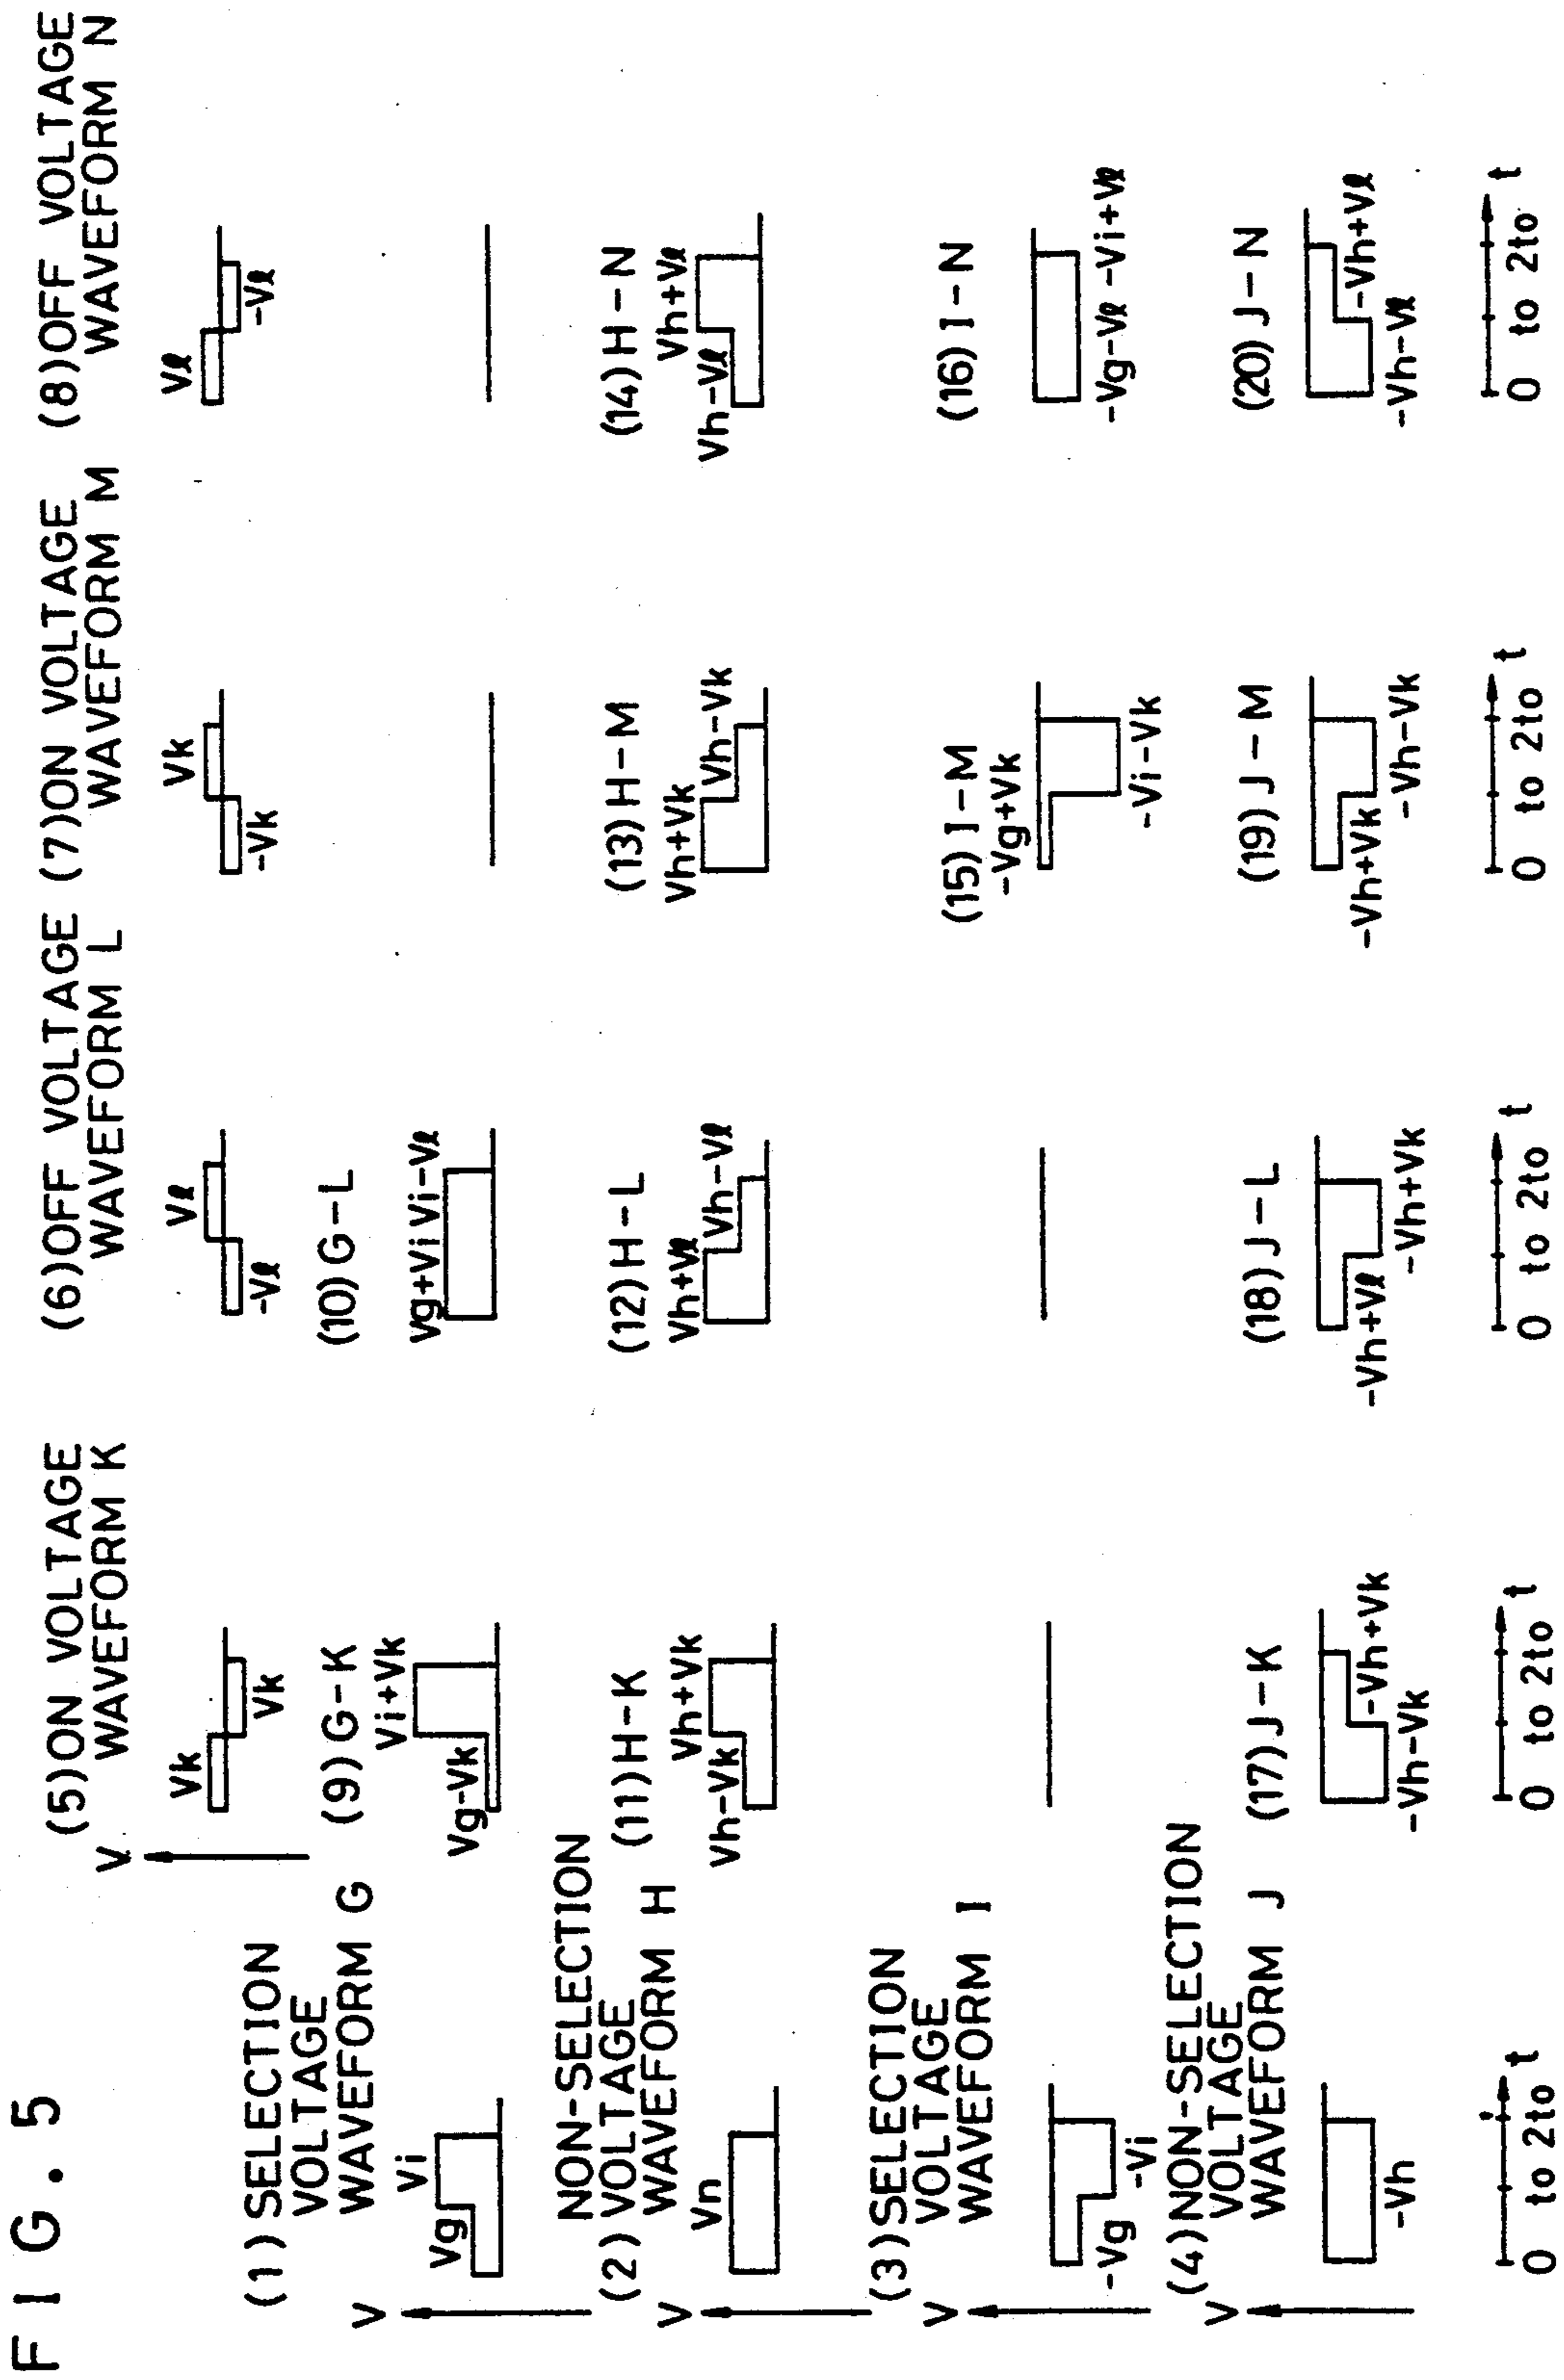 FIG. 5
(5)ON VOLTAGE
WAVEFORM K
(6)OFF VOLTAGE
WAVEFORM L
(7)ON VOLTAGE
WAVEFORM M
(8)OFF VOLTAGE
WAVEFORM N
V
Vk
Vk
-Vℓ
Vℓ
-Vk
Vk
Vℓ
-Vℓ
(1) SELECTION
VOLTAGE
WAVEFORM G
V
Vg
Vi
(9) G-K
Vg-Vk
Vi+Vk
(10) G-L
Vg+Vi Vi-Vℓ
NON-SELECTION
(2) VOLTAGE
WAVEFORM H
V
Vn
(11) H-K
Vh-Vk
Vh+Vk
(12) H-L
Vh+Vℓ
Vh-Vℓ
(13) H-M
Vh+Vk
Vh-Vk
(14) H-N
Vh-Vℓ
Vh+Vℓ
(3) SELECTION
VOLTAGE
WAVEFORM I
V
-Vg
-Vi
(15) I-M
-Vg+Vk
-Vi-Vk
(16) I-N
-Vg-Vℓ -Vi+Vℓ
(4) NON-SELECTION
VOLTAGE
WAVEFORM J
V
-Vh
(17) J-K
-Vh-Vk
-Vh+Vk
(18) J-L
-Vh+Vℓ
-Vh+Vk
(19) J-M
-Vh+Vk
-Vh-Vk
(20) J-N
-Vh-Vℓ
-Vh+Vℓ
0 to 2to t
0 to 2to t
0 to 2to t
0 to 2to t
0 to 2to t